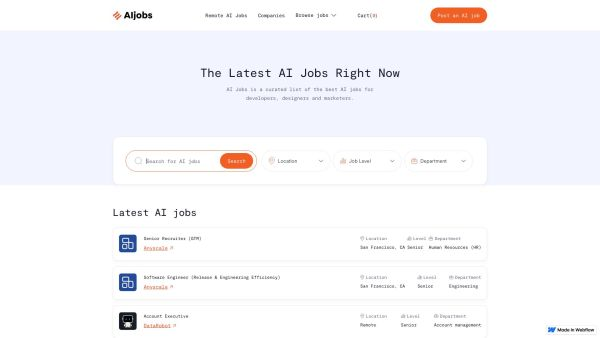 AIjobs
Remote AI Jobs
Companies
Browse jobs
Cart(0)
Post an AI job
The Latest AI Jobs Right Now
AI Jobs is a curated list of the best AI jobs for
developers, designers and marketers.
Search for AI jobs
Search
Location
Job Level
Department
Latest AI jobs
Senior Recruiter (GTM)
Anyscale
Location
San Francisco, CA
Level
Senior
Department
Human Resources (HR)
Software Engineer (Release & Engineering Efficiency)
Anyscale
Location
San Francisco, CA
Level
Senior
Department
Engineering
Account Executive
DataRobot
Location
Remote
Level
Senior
Department
Account management
Made in Webflow